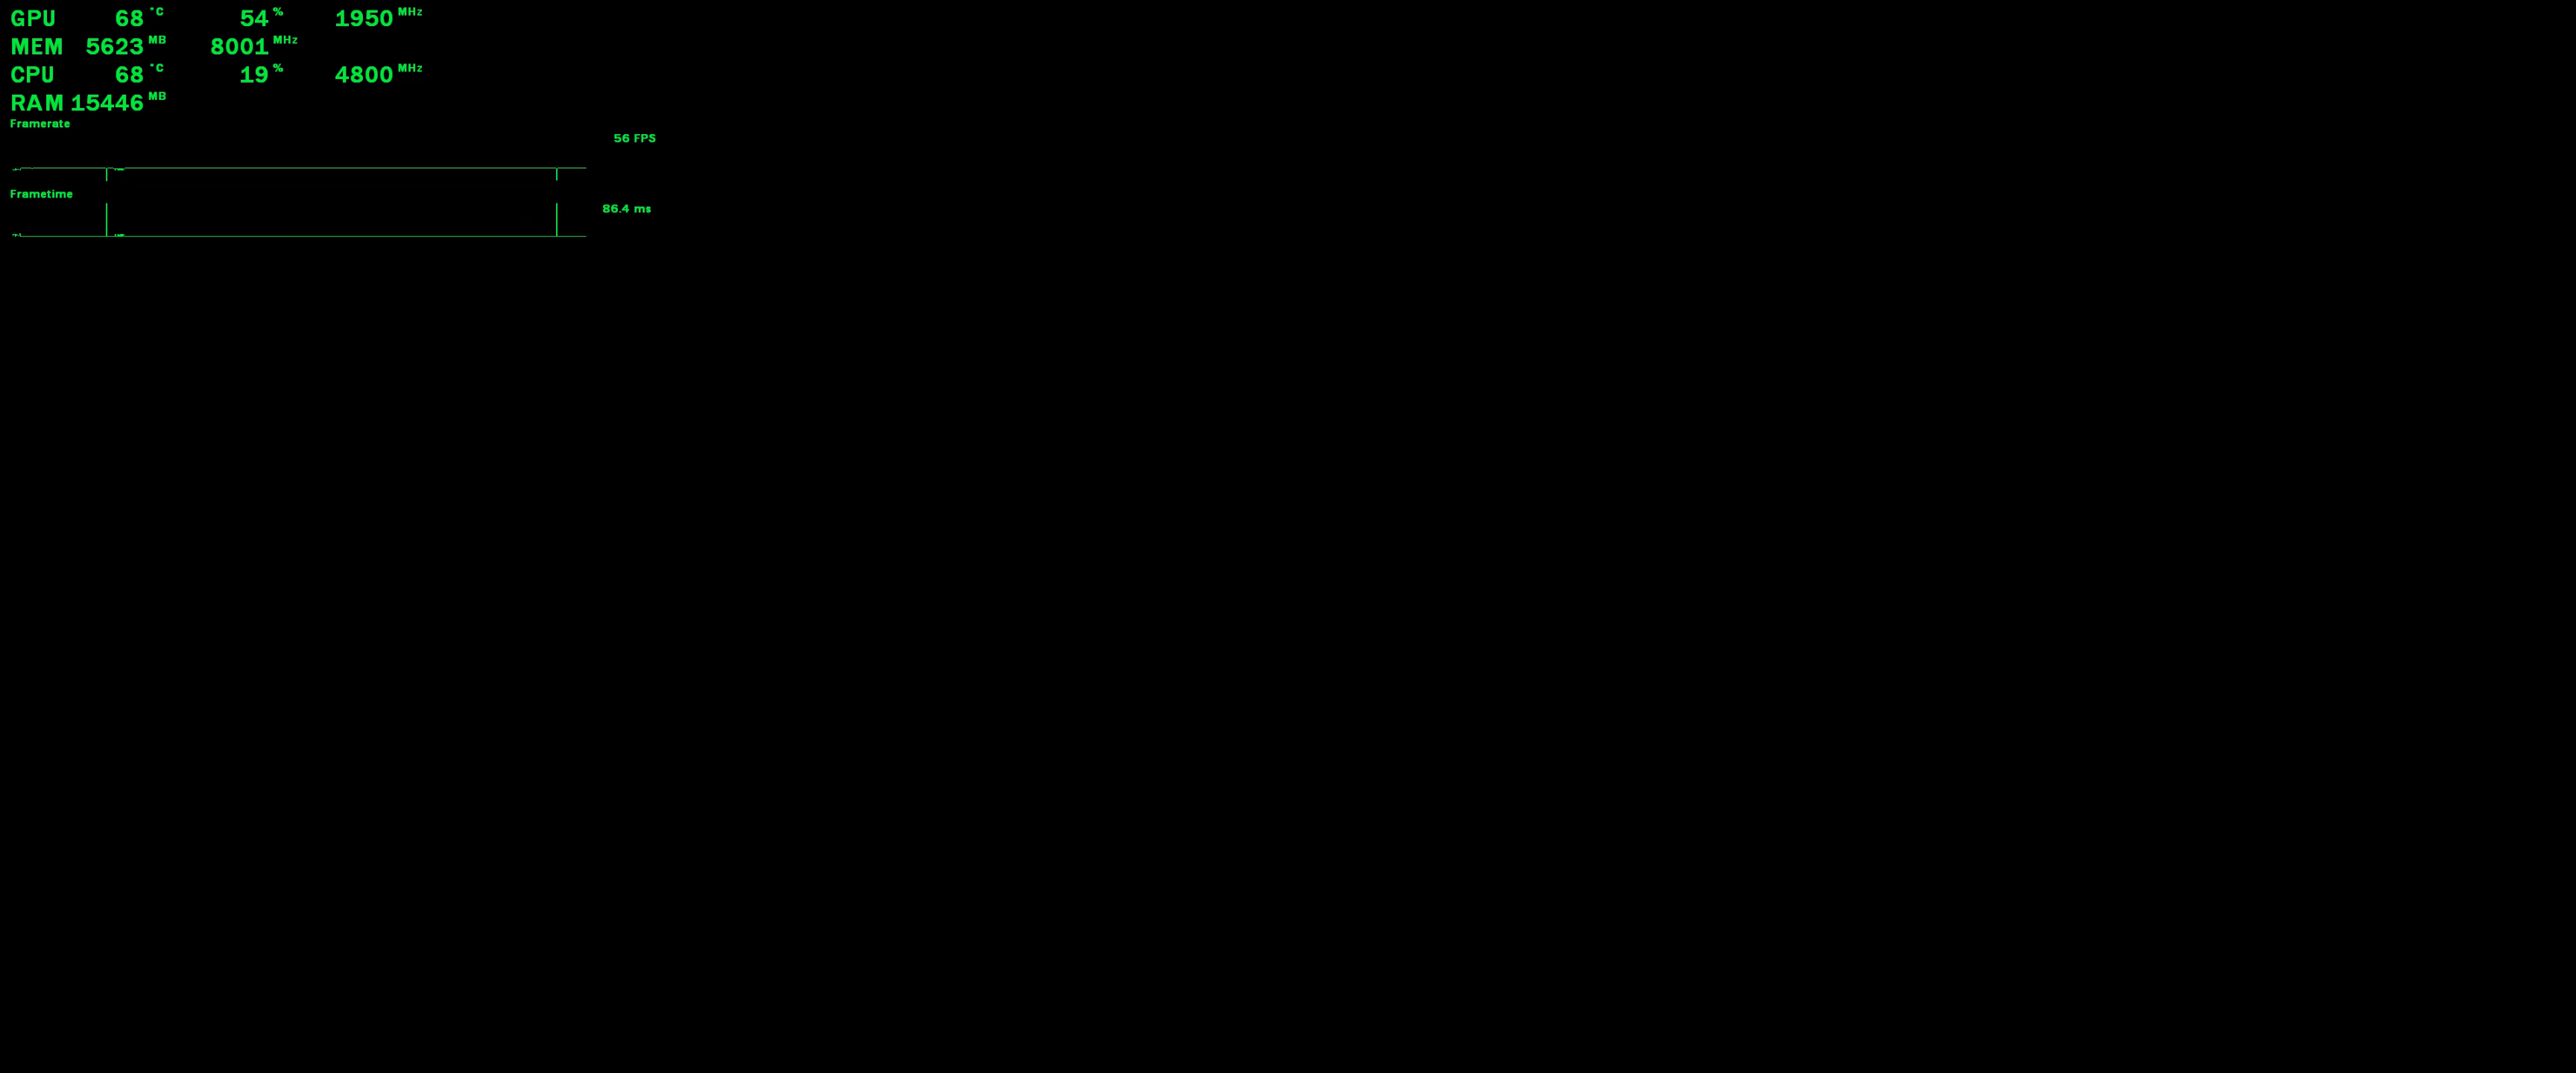 GPU 68 °C 54 % 1950 MHz
MEM 5623 MB 8001 MHz
CPU 68 °C 19 % 4800 MHz
RAM 15446 MB
Framerate
56 FPS
Frametime
86.4 ms